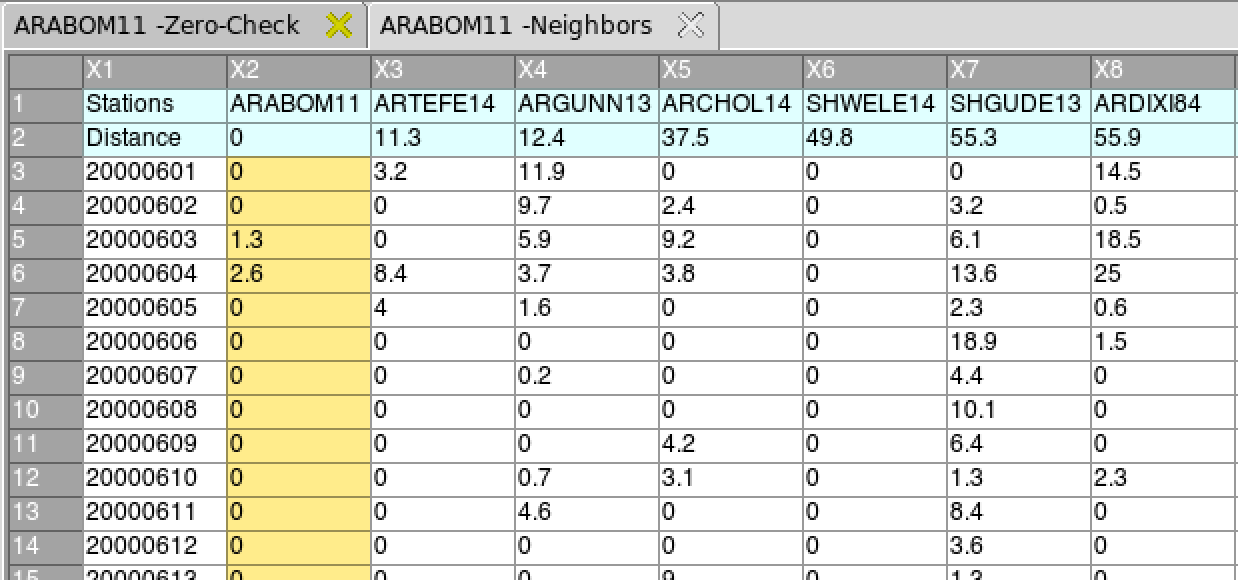 ARABOM11 -Zero-Check ARABOM11 -Neighbors
X1 X2 X3 X4 X5 X6 X7 X8
1 Stations ARABOM11 ARTEFE14 ARGUNN13 ARCHOL14 SHWELE14 SHGUDE13 ARDIXI84
2 Distance 0 11.3 12.4 37.5 49.8 55.3 55.9
3 20000601 0 3.2 11.9 0 0 0 14.5
4 20000602 0 0 9.7 2.4 0 3.2 0.5
5 20000603 1.3 0 5.9 9.2 0 6.1 18.5
6 20000604 2.6 8.4 3.7 3.8 0 13.6 25
7 20000605 0 4 1.6 0 0 2.3 0.6
8 20000606 0 0 0 0 0 18.9 1.5
9 20000607 0 0 0.2 0 0 4.4 0
10 20000608 0 0 0 0 0 10.1 0
11 20000609 0 0 0 4.2 0 6.4 0
12 20000610 0 0 0.7 3.1 0 1.3 2.3
13 20000611 0 0 4.6 0 0 8.4 0
14 20000612 0 0 0 0 0 3.6 0
15 20000613 0 0 0 9 0 1.3 0